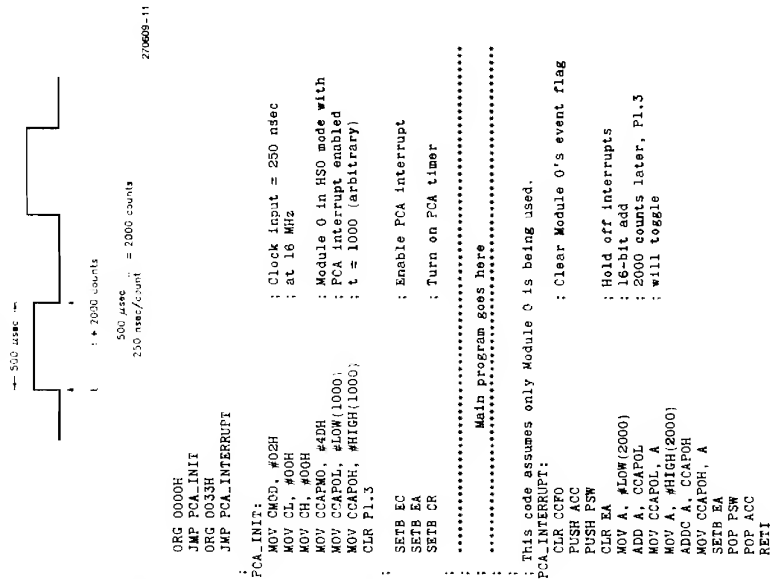 500 µsec
t t + 2000 counts
500 µsec
250 nsec/count = 2000 counts
270609-11
ORG 0000H
JMP PCA_INIT
ORG 0033H
JMP PCA_INTERRUPT
;
PCA_INIT:
MOV CMOD, #02H ; Clock input = 250 nsec
MOV CL, #00H ; at 16 MHz
MOV CH, #00H
MOV CCAPM0, #4DH ; Module 0 in HSO mode with
MOV CCAP0L, #LOW(1000) ; PCA interrupt enabled
MOV CCAP0H, #HIGH(1000) ; t = 1000 (arbitrary)
CLR P1.3
;
SETB EC ; Enable PCA interrupt
SETB EA
SETB CR ; Turn on PCA timer
;
; ************************************************
; Main program goes here
; ************************************************
;
; This code assumes only Module 0 is being used.
PCA_INTERRUPT:
CLR CCF0 ; Clear Module 0's event flag
PUSH ACC
PUSH PSW
CLR EA ; Hold off interrupts
MOV A, #LOW(2000) ; 16-bit add
ADD A, CCAP0L ; 2000 counts later, P1.3
MOV CCAP0L, A ; will toggle
MOV A, #HIGH(2000)
ADDC A, CCAP0H
MOV CCAP0H, A
SETB EA
POP PSW
POP ACC
RETI